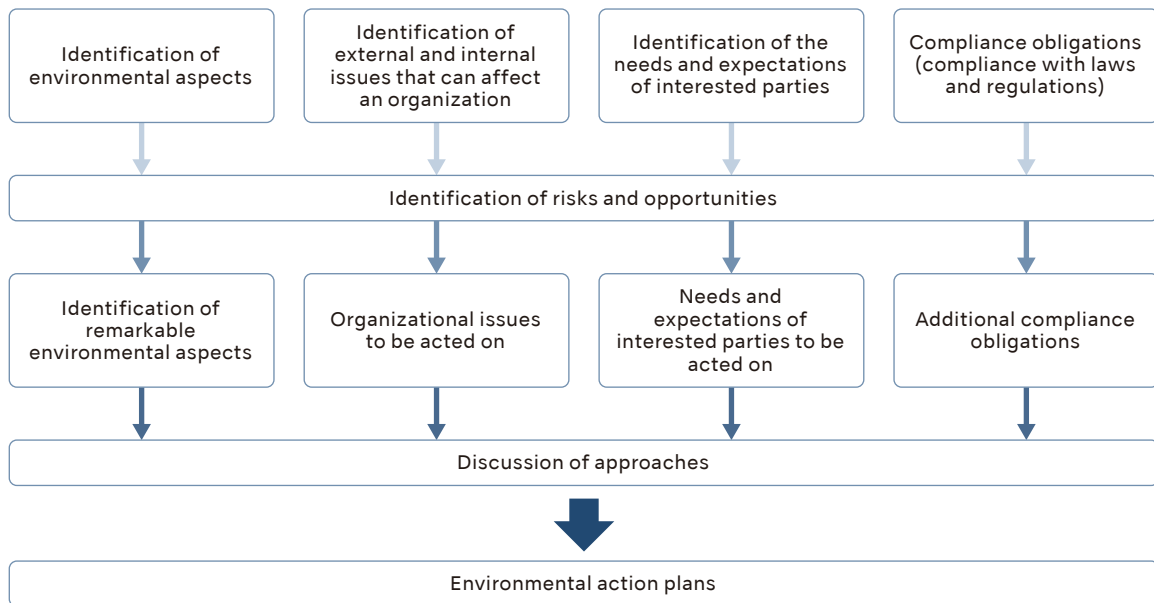 Identification of
environmental aspects
Identification of
external and internal
issues that can affect
an organization
Identification of the
needs and expectations
of interested parties
Compliance obligations
(compliance with laws
and regulations)
Identification of risks and opportunities
Identification of
remarkable
environmental aspects
Organizational issues
to be acted on
Needs and
expectations of
interested parties to be
acted on
Additional compliance
obligations
Discussion of approaches
Environmental action plans